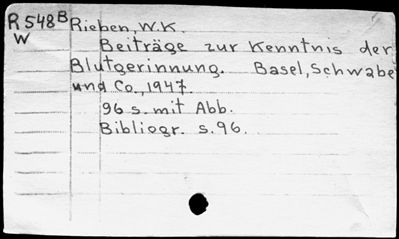 R 548B Rieben, W.K.
W Beiträge zur Kenntnis der
Blutgerinnung. Basel, Schwabe
und Co., 1947.
96 s. mit Abb.
Bibliogr. s. 96.